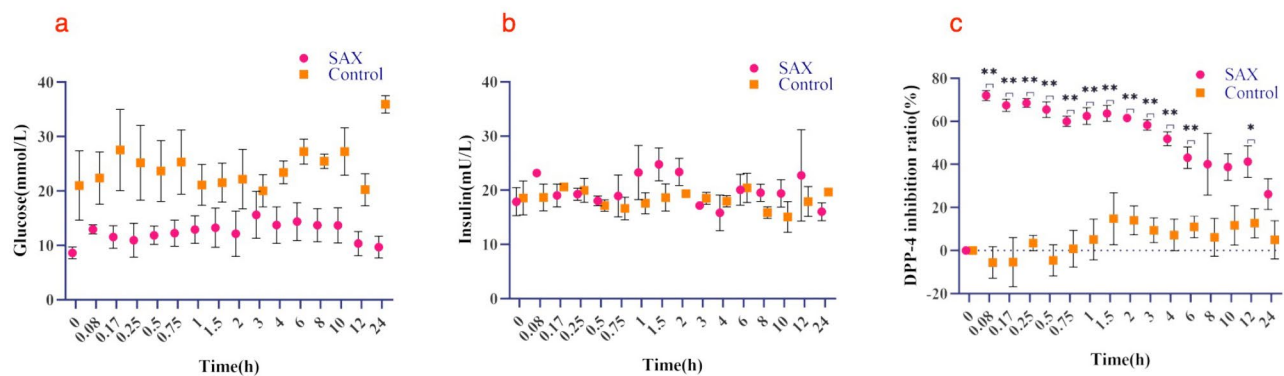 a
SAX
Control
Glucose(mmol/L)
40
30
20
10
0
0 0.08 0.17 0.25 0.5 0.75 1 1.5 2 3 4 6 8 10 12 24
Time(h)
b
SAX
Control
Insulin(mU/L)
40
30
20
10
0
0 0.08 0.17 0.25 0.5 0.75 1 1.5 2 3 4 6 8 10 12 24
Time(h)
c
SAX
Control
DPP-4 inhibition ratio(%)
80
60
40
20
0
-20
** ** ** ** ** ** ** ** ** ** ** *
0 0.08 0.17 0.25 0.5 0.75 1 1.5 2 3 4 6 8 10 12 24
Time(h)